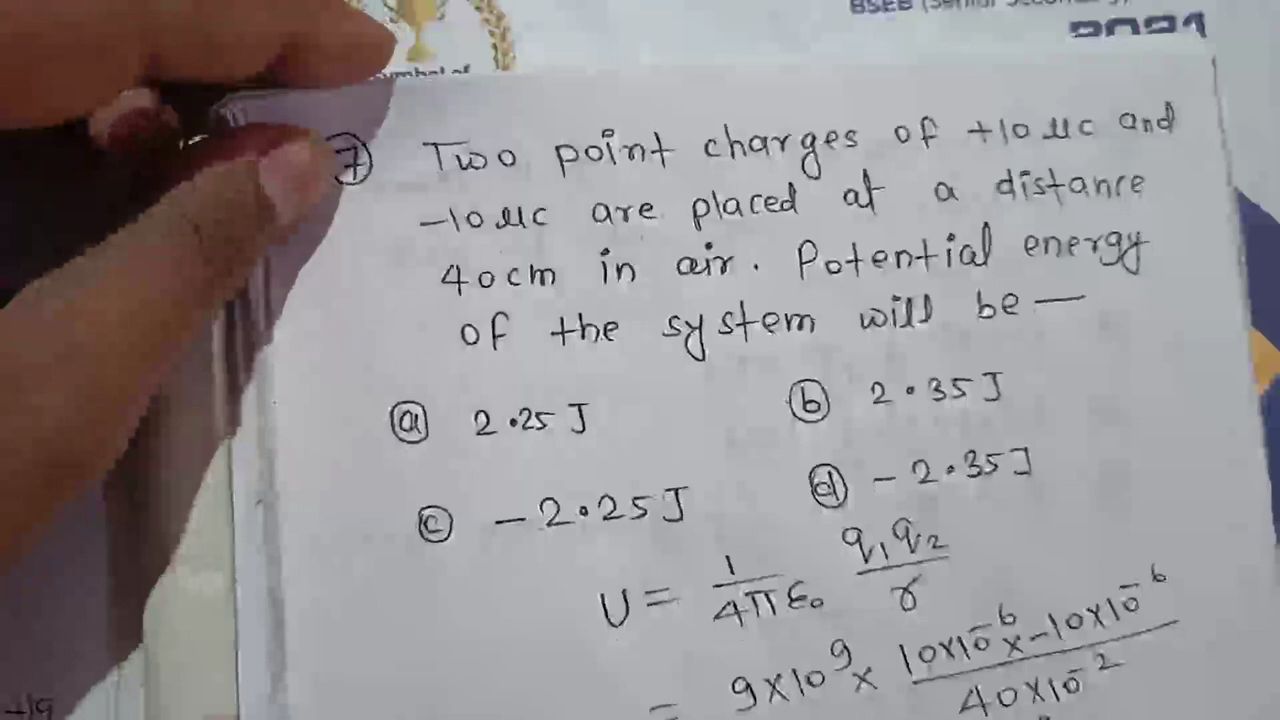 BSEB
⑦ Two point charges of +10 μc and
-10 μc are placed at a distance
40 cm in air. Potential energy
of the system will be —
ⓐ 2.25 J ⓑ 2.35 J
ⓒ - 2.25 J ⓓ - 2.35 J
U = 1/4πε₀ q₁q₂/r
= 9×10⁹ × 10×10⁻⁶ × -10×10⁻⁶ / 40×10⁻²